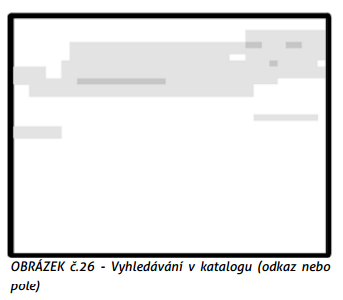 OBRÁZEK č.26 - Vyhledávání v katalogu (odkaz nebo
pole)